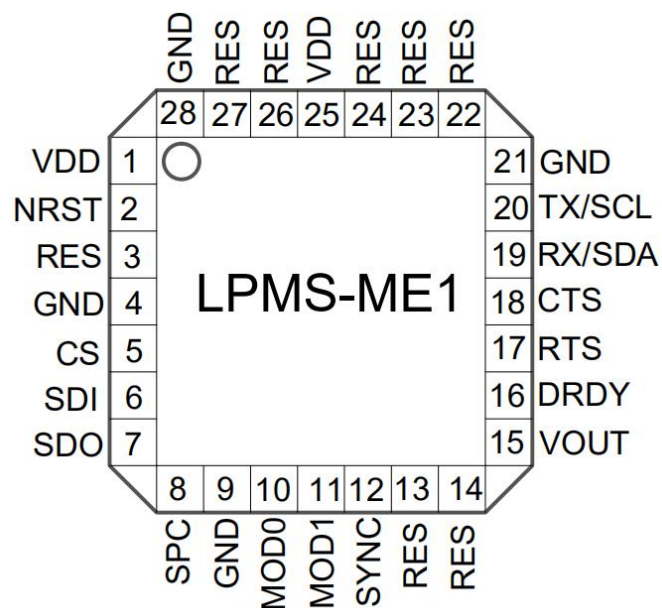 GND RES RES VDD RES RES RES
28 27 26 25 24 23 22
VDD 1 21 GND
NRST 2 20 TX/SCL
RES 3 19 RX/SDA
LPMS-ME1
GND 4 18 CTS
CS 5 17 RTS
SDI 6 16 DRDY
SDO 7 15 VOUT
8 9 10 11 12 13 14
SPC GND MOD0 MOD1 SYNC RES RES